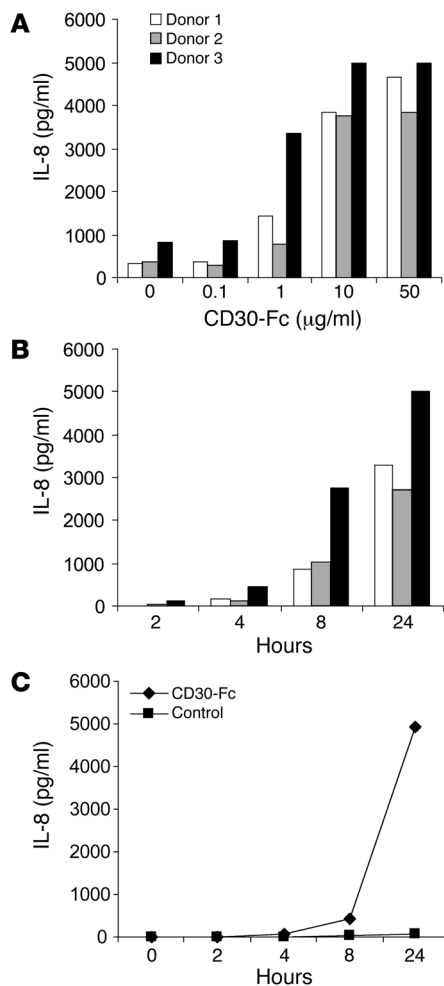 A
Donor 1
Donor 2
Donor 3
IL-8 (pg/ml)
6000
5000
4000
3000
2000
1000
0
0 0.1 1 10 50
CD30-Fc (µg/ml)
B
IL-8 (pg/ml)
6000
5000
4000
3000
2000
1000
0
2 4 8 24
Hours
C
CD30-Fc
Control
IL-8 (pg/ml)
6000
5000
4000
3000
2000
1000
0
0 2 4 8 24
Hours